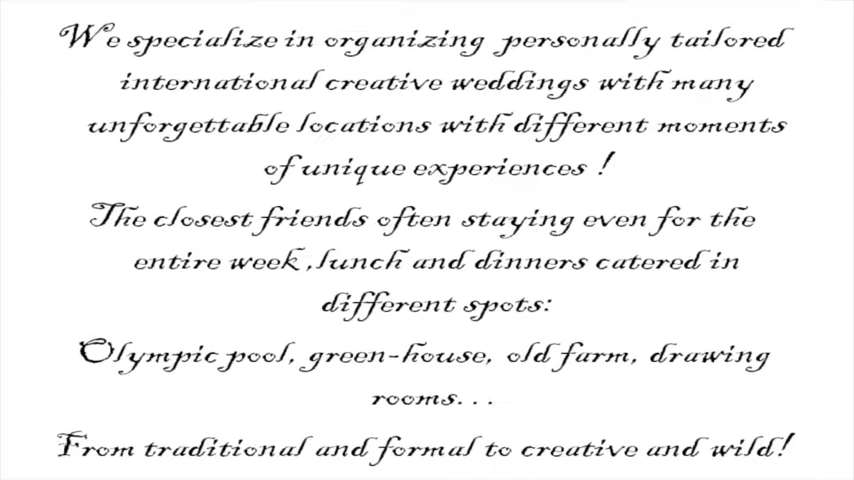 We specialize in organizing personally tailored
international creative weddings with many
unforgettable locations with different moments
of unique experiences !
The closest friends often staying even for the
entire week ,lunch and dinners catered in
different spots:
Olympic pool, green-house, old farm, drawing
rooms. . .
From traditional and formal to creative and wild!